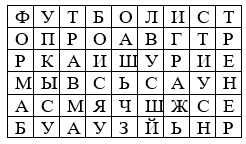 Ф У Т Б О Л И С Т
О П Р О А В Г Т Р
Р К А И Ш У Р И Е
М Ы В С Ь С А У Н
А С М Я Ч Ш Ж С Е
Б У А У З Й Ь Н Р